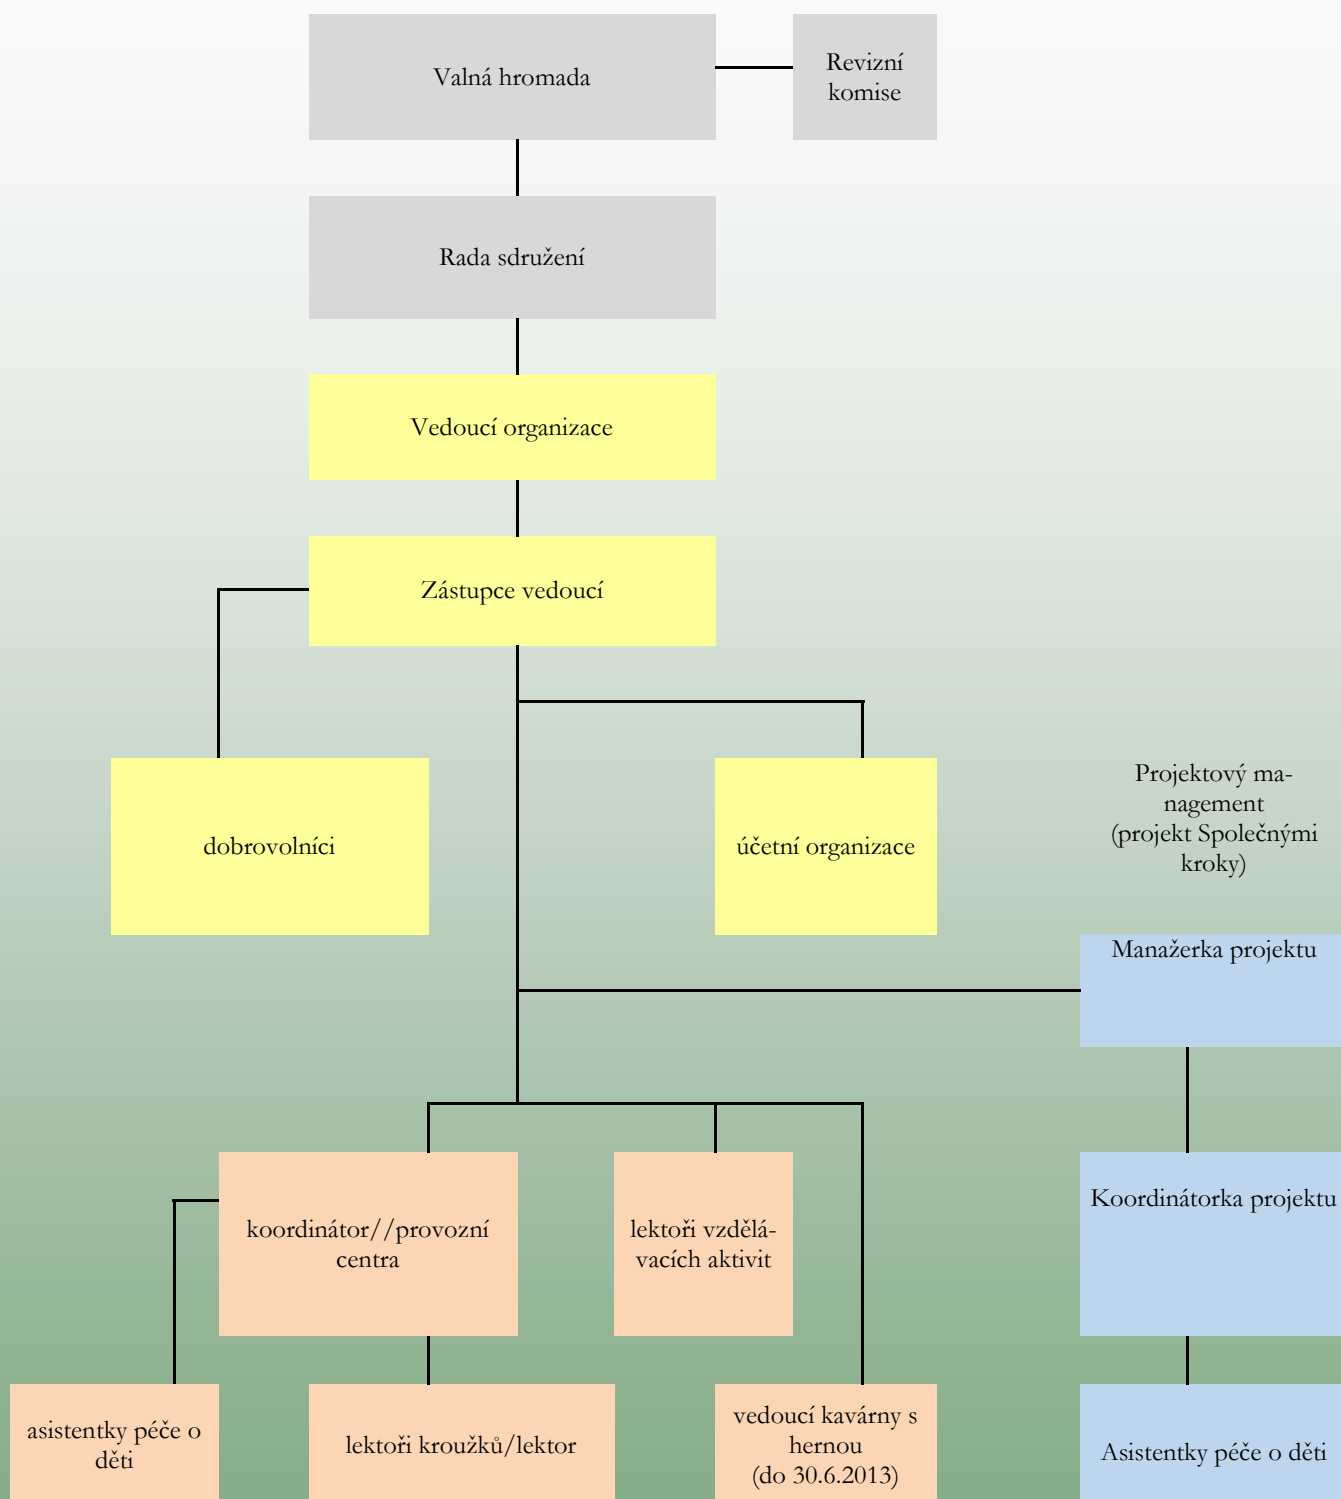 Valná hromada
Revizní
komise
Rada sdružení
Vedoucí organizace
Zástupce vedoucí
dobrovolníci
účetní organizace
Projektový ma-
nagement
(projekt Společnými
kroky)
Manažerka projektu
koordinátor//provozní
centra
lektoři vzdělá-
vacích aktivit
Koordinátorka projektu
asistentky péče o
děti
lektoři kroužků/lektor
vedoucí kavárny s
hernou
(do 30.6.2013)
Asistentky péče o děti